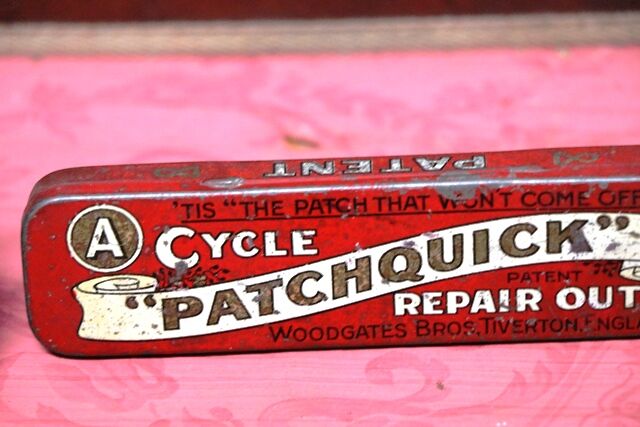 PATENT
'TIS "THE PATCH THAT WON'T COME OFF
A CYCLE
"PATCHQUICK"
PATENT
REPAIR OUT
WOODGATES BROS, TIVERTON, ENGLA